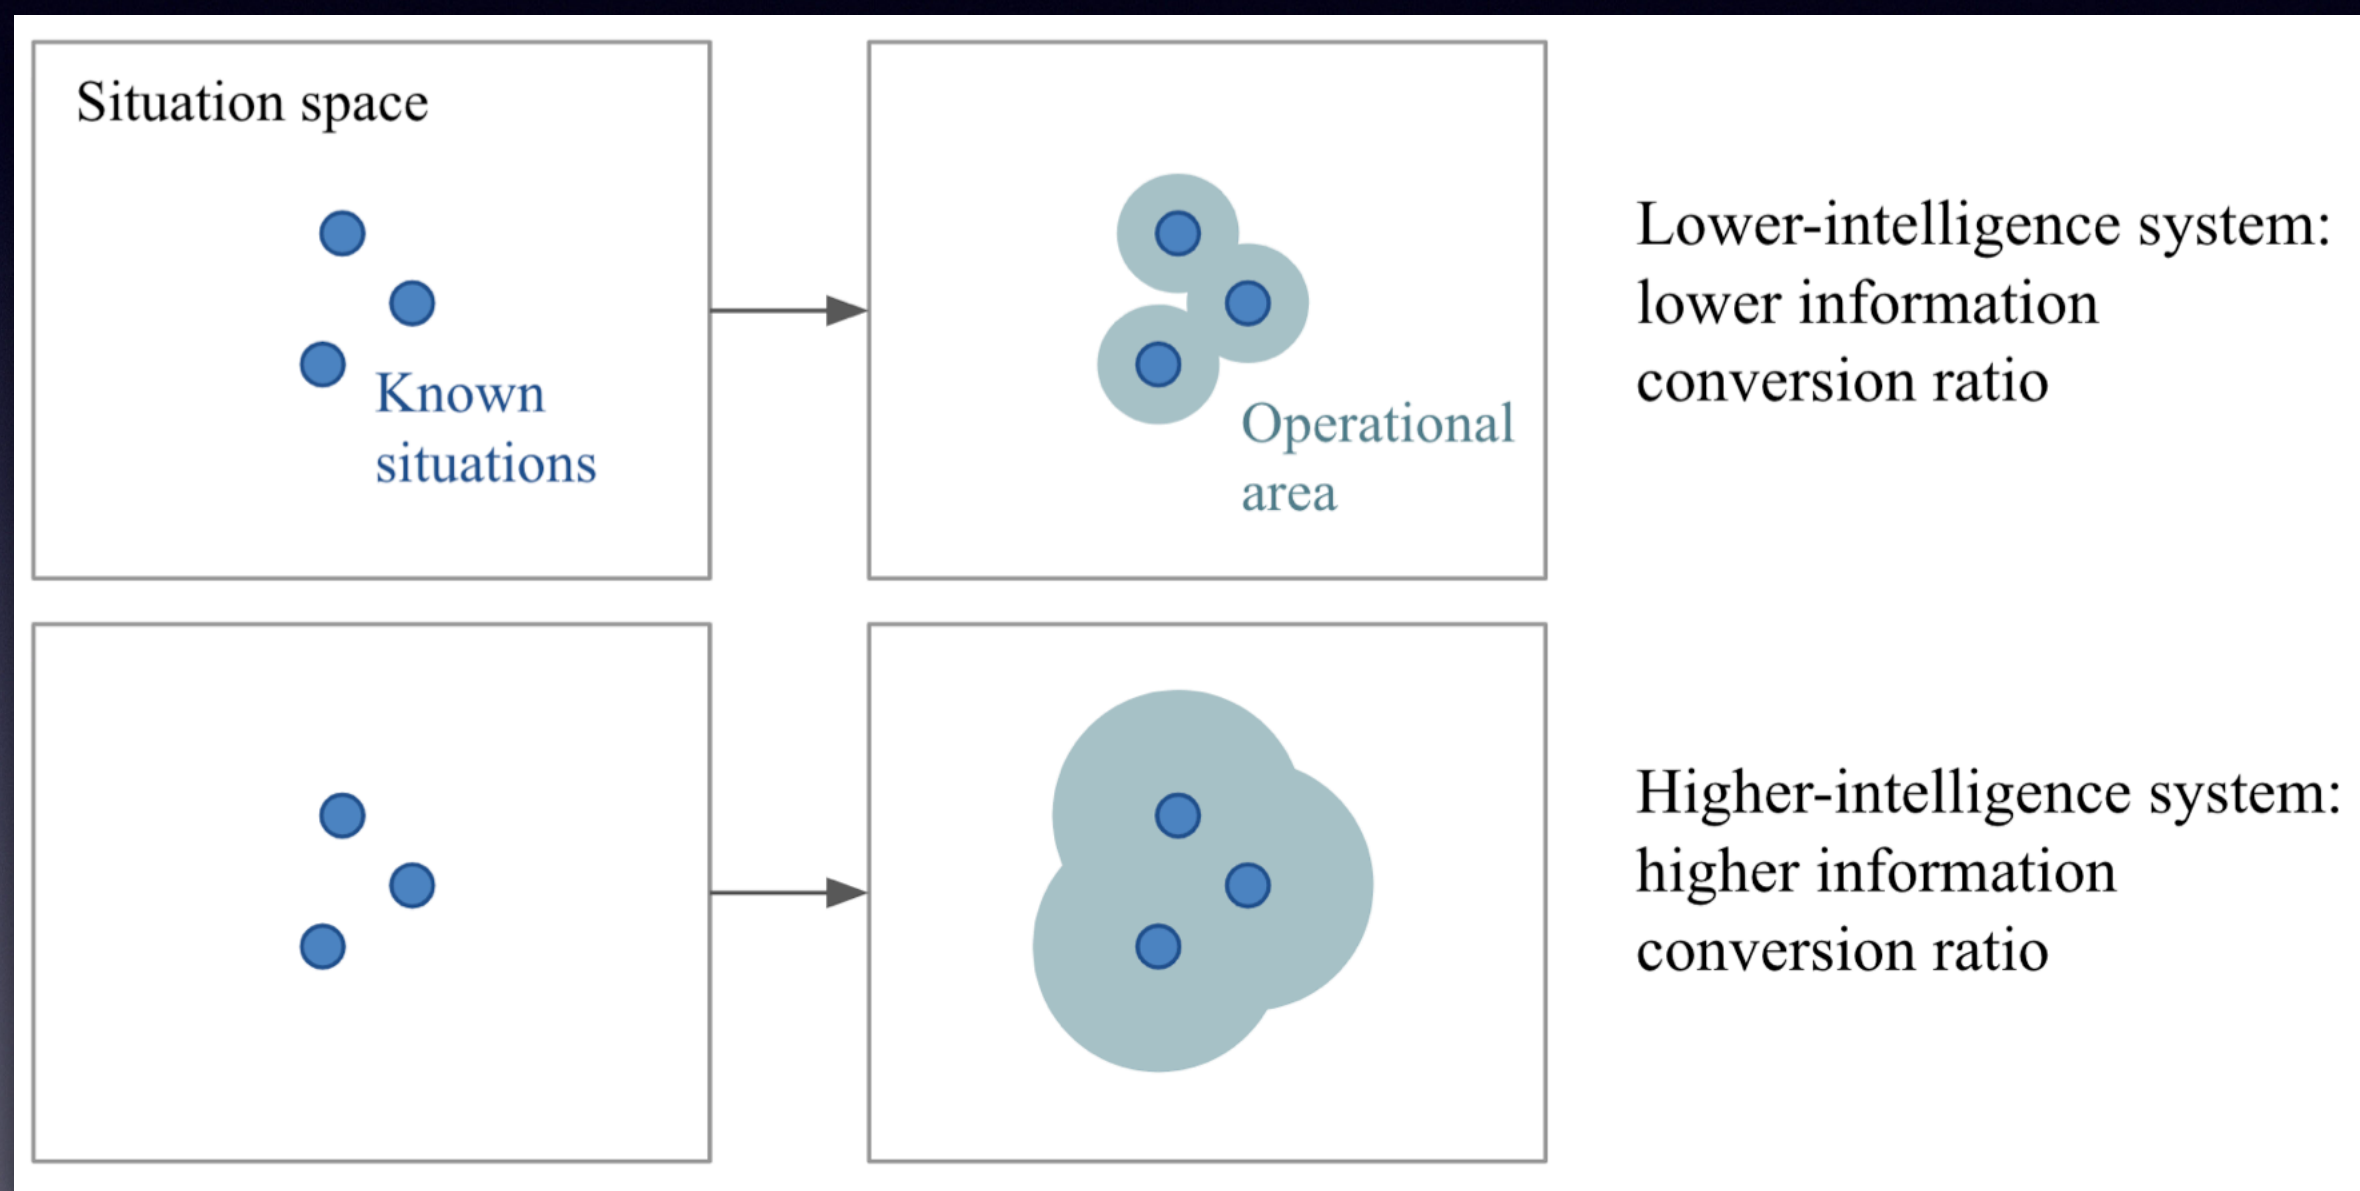 Situation space
Known
situations
Operational
area
Lower-intelligence system:
lower information
conversion ratio
Higher-intelligence system:
higher information
conversion ratio